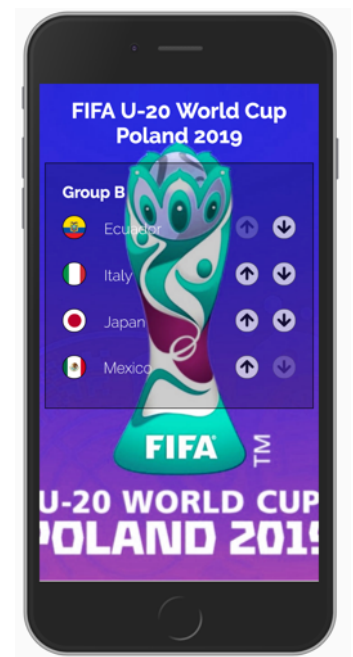 FIFA U-20 World Cup
Poland 2019
Group B
Ecuador
Italy
Japan
Mexico
FIFA
TM
U-20 WORLD CUP
POLAND 2019